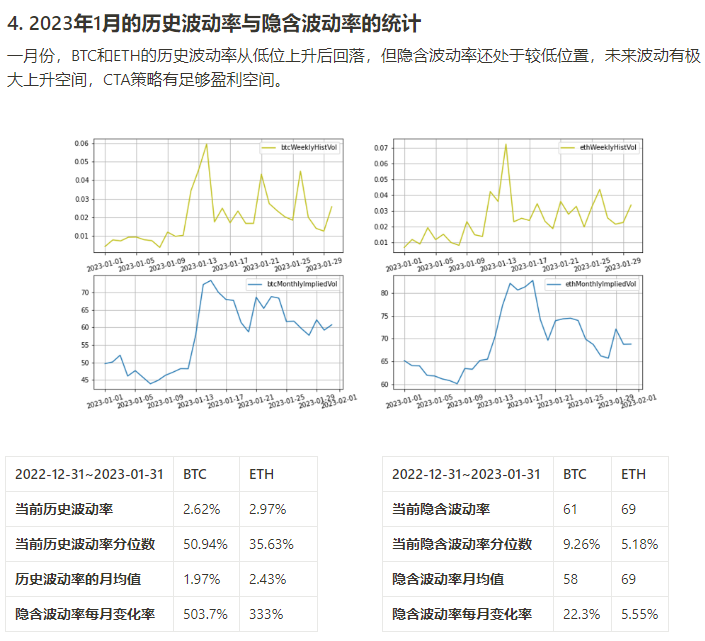 4. 2023年1月的历史波动率与隐含波动率的统计
一月份，BTC和ETH的历史波动率从低位上升后回落，但隐含波动率还处于较低位置，未来波动有极
大上升空间，CTA策略有足够盈利空间。
btcWeeklyHistVol
0.06
0.05
0.04
0.03
0.02
0.01
2023-01-01 2023-01-05 2023-01-09 2023-01-13 2023-01-17 2023-01-21 2023-01-25 2023-01-29
ethWeeklyHistVol
0.07
0.06
0.05
0.04
0.03
0.02
0.01
2023-01-01 2023-01-05 2023-01-09 2023-01-13 2023-01-17 2023-01-21 2023-01-25 2023-01-29
btcMonthlyImpliedVol
70
65
60
55
50
45
2023-01-01 2023-01-05 2023-01-09 2023-01-13 2023-01-17 2023-01-21 2023-01-25 2023-01-29 2023-02-01
ethMonthlyImpliedVol
80
75
70
65
60
2023-01-01 2023-01-05 2023-01-09 2023-01-13 2023-01-17 2023-01-21 2023-01-25 2023-01-29 2023-02-01
2022-12-31~2023-01-31 BTC ETH
当前历史波动率 2.62% 2.97%
当前历史波动率分位数 50.94% 35.63%
历史波动率的月均值 1.97% 2.43%
隐含波动率每月变化率 503.7% 333%
2022-12-31~2023-01-31 BTC ETH
当前隐含波动率 61 69
当前隐含波动率分位数 9.26% 5.18%
隐含波动率月均值 58 69
隐含波动率每月变化率 22.3% 5.55%